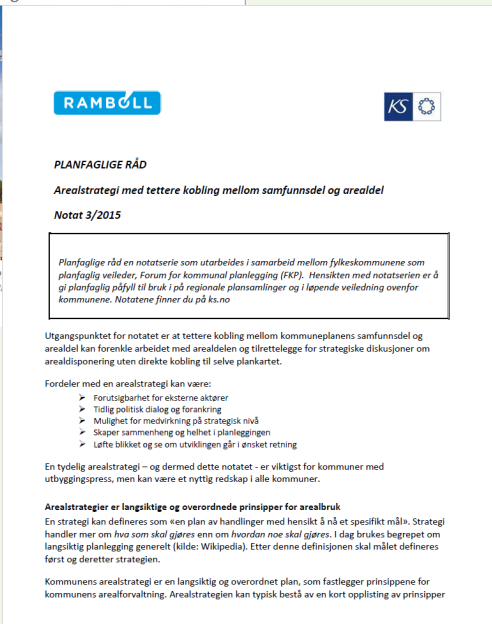 RAMBOLL
KS
PLANFAGLIGE RÅD
Arealstrategi med tettere kobling mellom samfunnsdel og arealdel
Notat 3/2015
Planfaglige råd en notatserie som utarbeides i samarbeid mellom fylkeskommunene som
planfaglig veileder, Forum for kommunal planlegging (FKP).  Hensikten med notatserien er å
gi planfaglig påfyll til bruk i på regionale plansamlinger og i løpende veiledning ovenfor
kommunene. Notatene finner du på ks.no
Utgangspunktet for notatet er at tettere kobling mellom kommuneplanens samfunnsdel og
arealdel kan forenkle arbeidet med arealdelen og tilrettelegge for strategiske diskusjoner om
arealdisponering uten direkte kobling til selve plankartet.
Fordeler med en arealstrategi kan være:
➢ Forutsigbarhet for eksterne aktører
➢ Tidlig politisk dialog og forankring
➢ Mulighet for medvirkning på strategisk nivå
➢ Skaper sammenheng og helhet i planleggingen
➢ Løfte blikket og se om utviklingen går i ønsket retning
En tydelig arealstrategi – og dermed dette notatet - er viktigst for kommuner med
utbyggingspress, men kan være et nyttig redskap i alle kommuner.
Arealstrategier er langsiktige og overordnede prinsipper for arealbruk
En strategi kan defineres som «en plan av handlinger med hensikt å nå et spesifikt mål». Strategi
handler mer om hva som skal gjøres enn om hvordan noe skal gjøres. I dag brukes begrepet om
langsiktig planlegging generelt (kilde: Wikipedia). Etter denne definisjonen skal målet defineres
først og deretter strategien.
Kommunens arealstrategi er en langsiktig og overordnet plan, som fastlegger prinsippene for
kommunens arealforvaltning. Arealstrategien kan typisk bestå av en kort opplisting av prinsipper